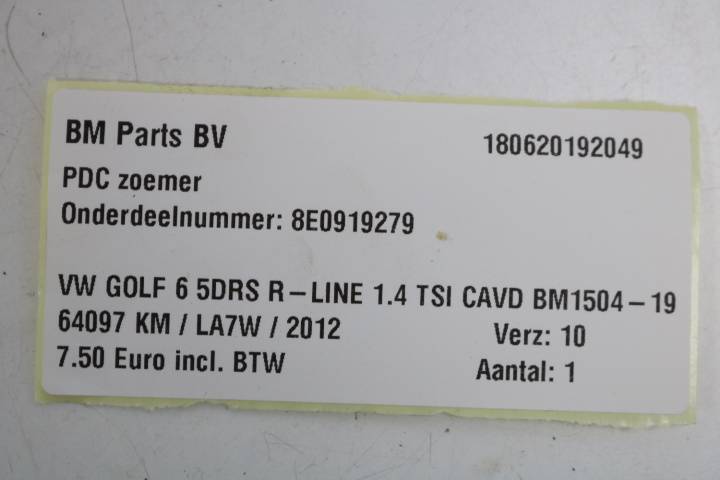 BM Parts BV 180620192049
PDC zoemer
Onderdeelnummer: 8E0919279
VW GOLF 6 5DRS R-LINE 1.4 TSI CAVD BM1504-19
64097 KM / LA7W / 2012 Verz: 10
7.50 Euro incl. BTW Aantal: 1